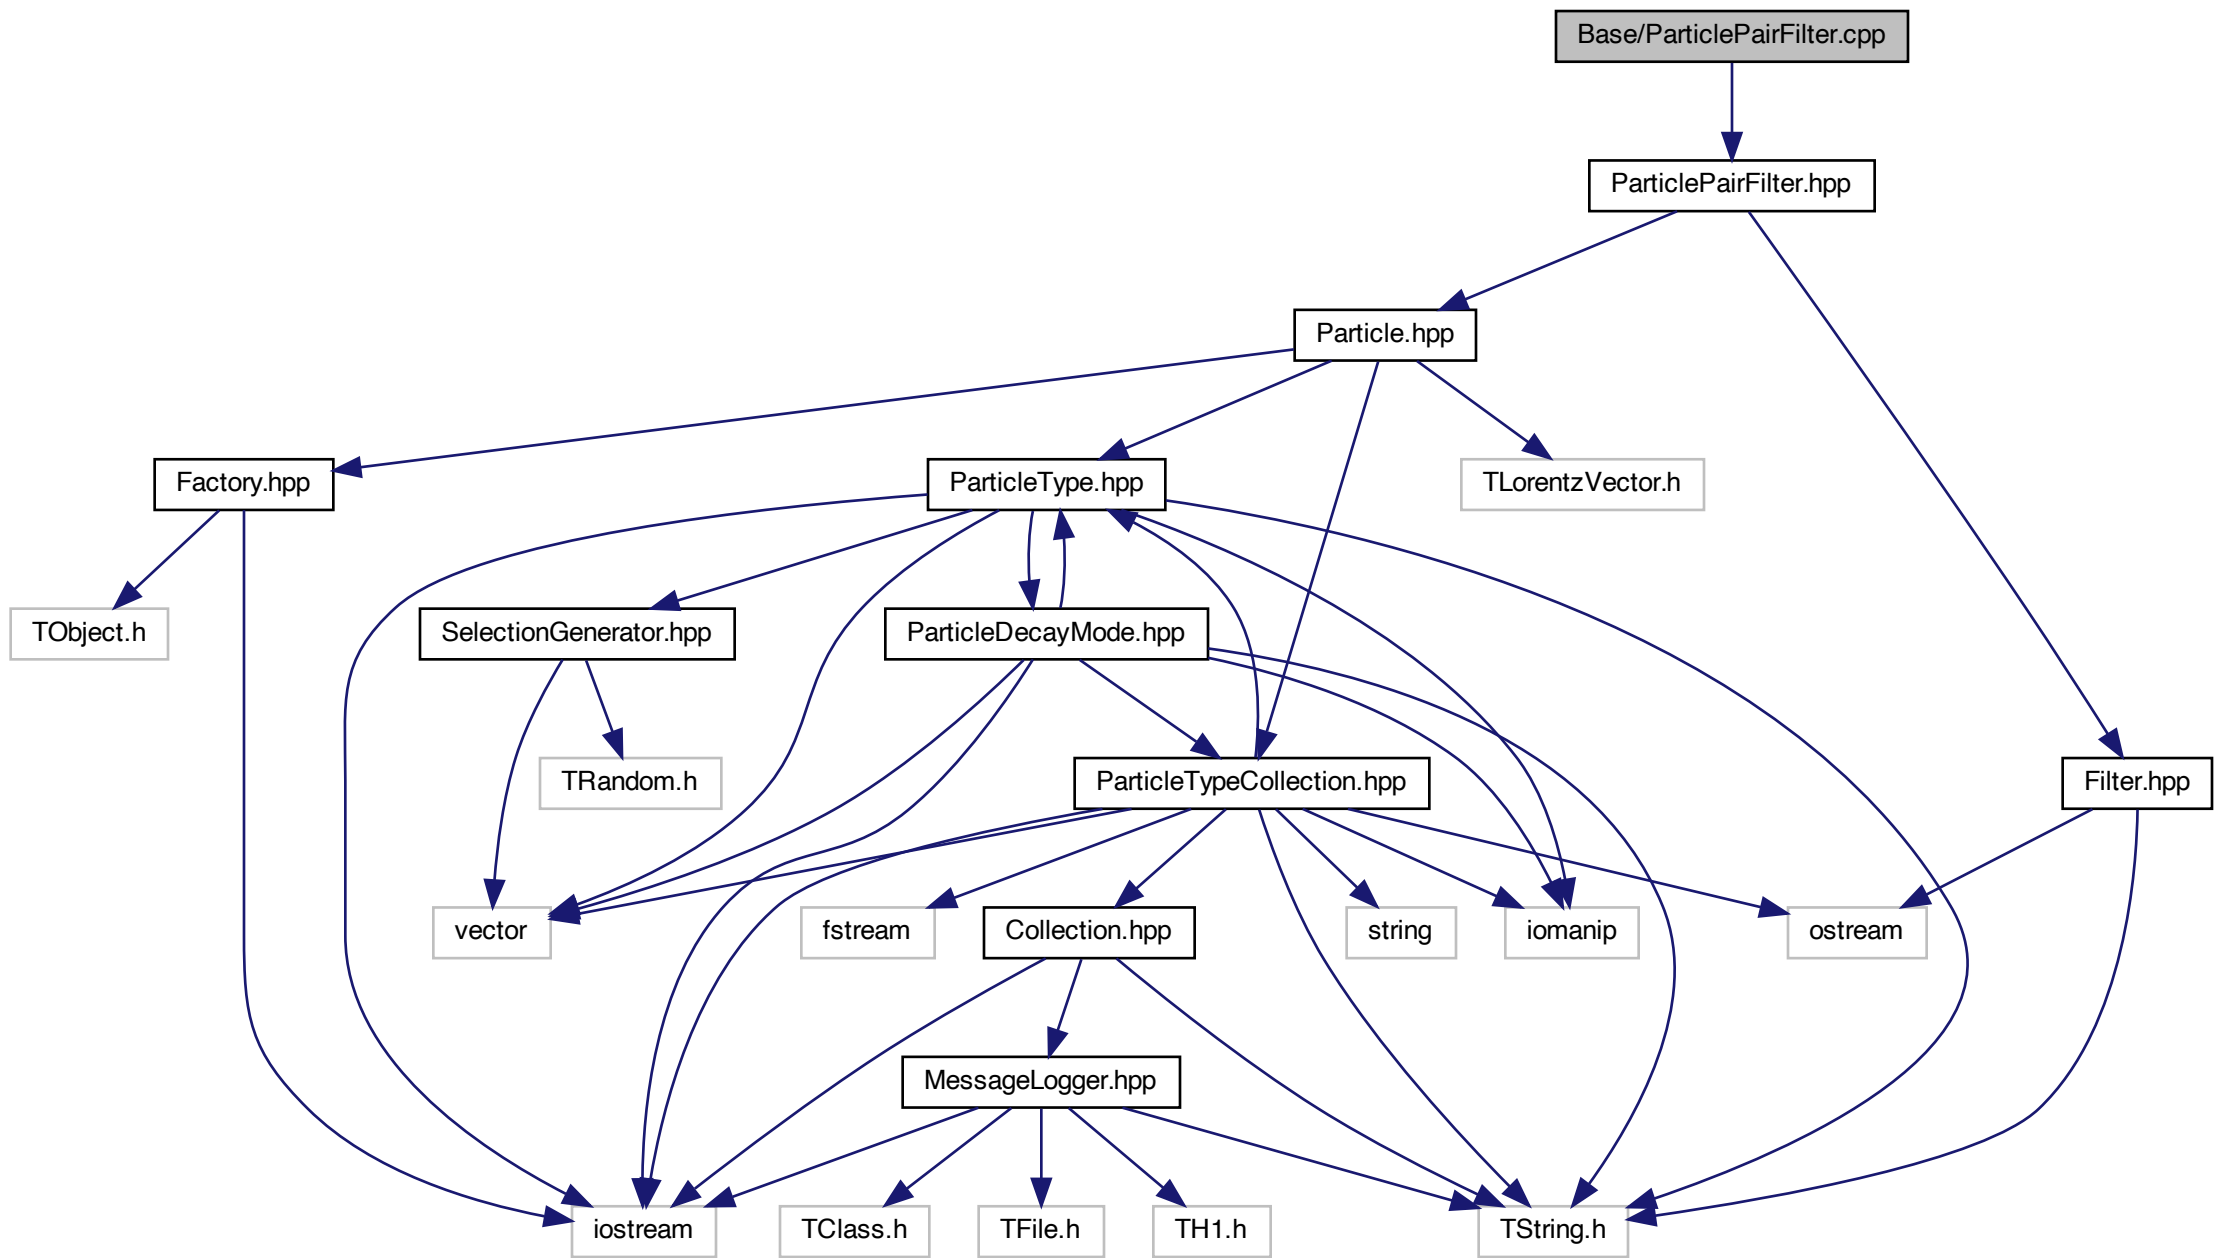 Base/ParticlePairFilter.cpp
ParticlePairFilter.hpp
Particle.hpp
Factory.hpp
ParticleType.hpp
TLorentzVector.h
TObject.h
SelectionGenerator.hpp
ParticleDecayMode.hpp
TRandom.h
ParticleTypeCollection.hpp
Filter.hpp
vector
fstream
Collection.hpp
string
iomanip
ostream
MessageLogger.hpp
iostream
TClass.h
TFile.h
TH1.h
TString.h